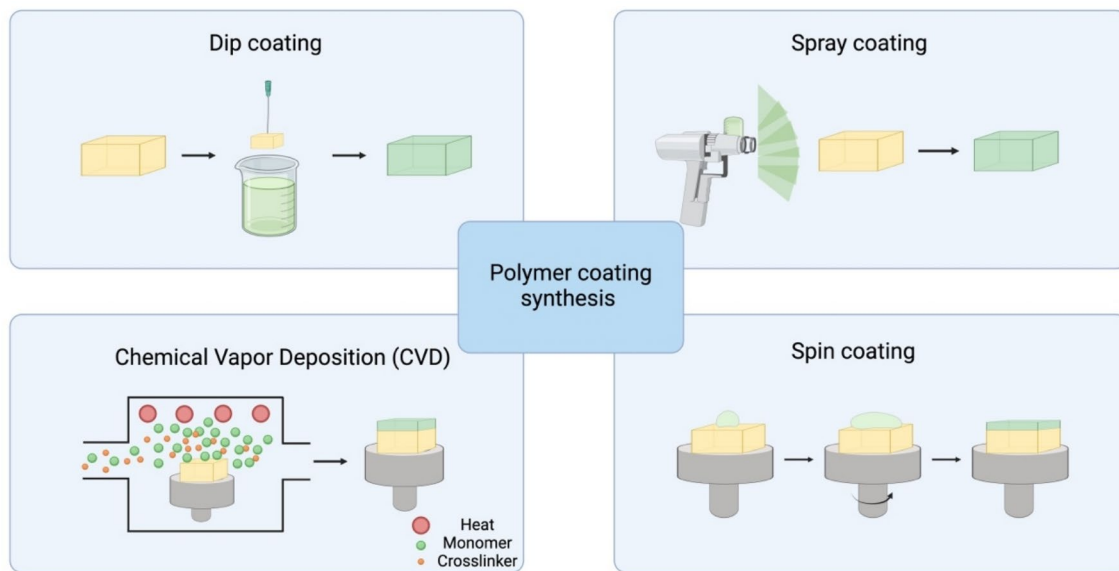 Dip coating
Spray coating
Polymer coating
synthesis
Chemical Vapor Deposition (CVD)
Heat
Monomer
Crosslinker
Spin coating